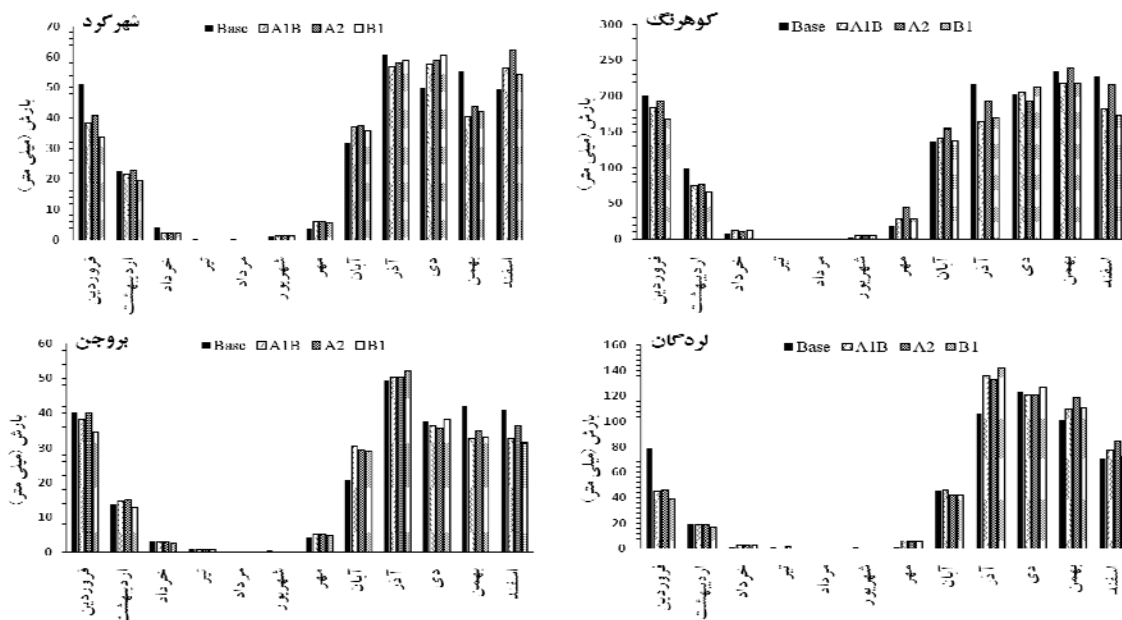 شهركرد
Base A1B A2 B1
بارش (میلی متر)
70
60
50
40
30
20
10
0
فروردین
اردیبهشت
خرداد
تیر
مرداد
شهریور
مهر
آبان
آذر
دی
بهمن
اسفند
کوهرنگ
Base A1B A2 B1
بارش (میلی متر)
300
250
200
150
100
50
0
فروردین
اردیبهشت
خرداد
تیر
مرداد
شهریور
مهر
آبان
آذر
دی
بهمن
اسفند
بروجن
Base A1B A2 B1
بارش (میلی متر)
60
50
40
30
20
10
0
فروردین
اردیبهشت
خرداد
تیر
مرداد
شهریور
مهر
آبان
آذر
دی
بهمن
اسفند
لردگان
Base A1B A2 B1
بارش (میلی متر)
160
140
120
100
80
60
40
20
0
فروردین
اردیبهشت
خرداد
تیر
مرداد
شهریور
مهر
آبان
آذر
دی
بهمن
اسفند